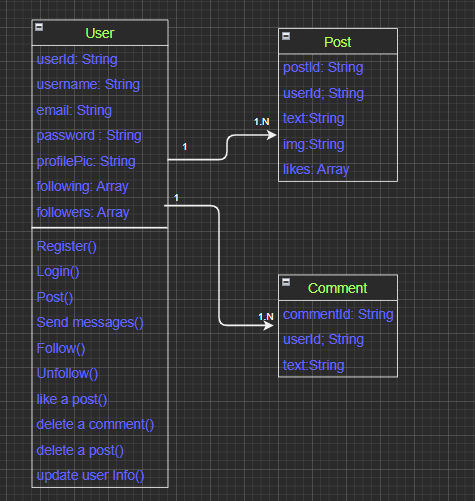 User
userId: String
username: String
email: String
password : String
profilePic: String
following: Array
followers: Array
Register()
Login()
Post()
Send messages()
Follow()
Unfollow()
like a post()
delete a comment()
delete a post()
update user Info()
1
1.N
1
1.N
Post
postId: String
userId; String
text:String
img:String
likes: Array
Comment
commentId: String
userId; String
text:String